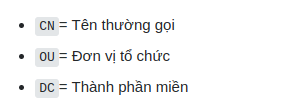 • CN = Tên thường gọi
• OU = Đơn vị tổ chức
• DC = Thành phần miền